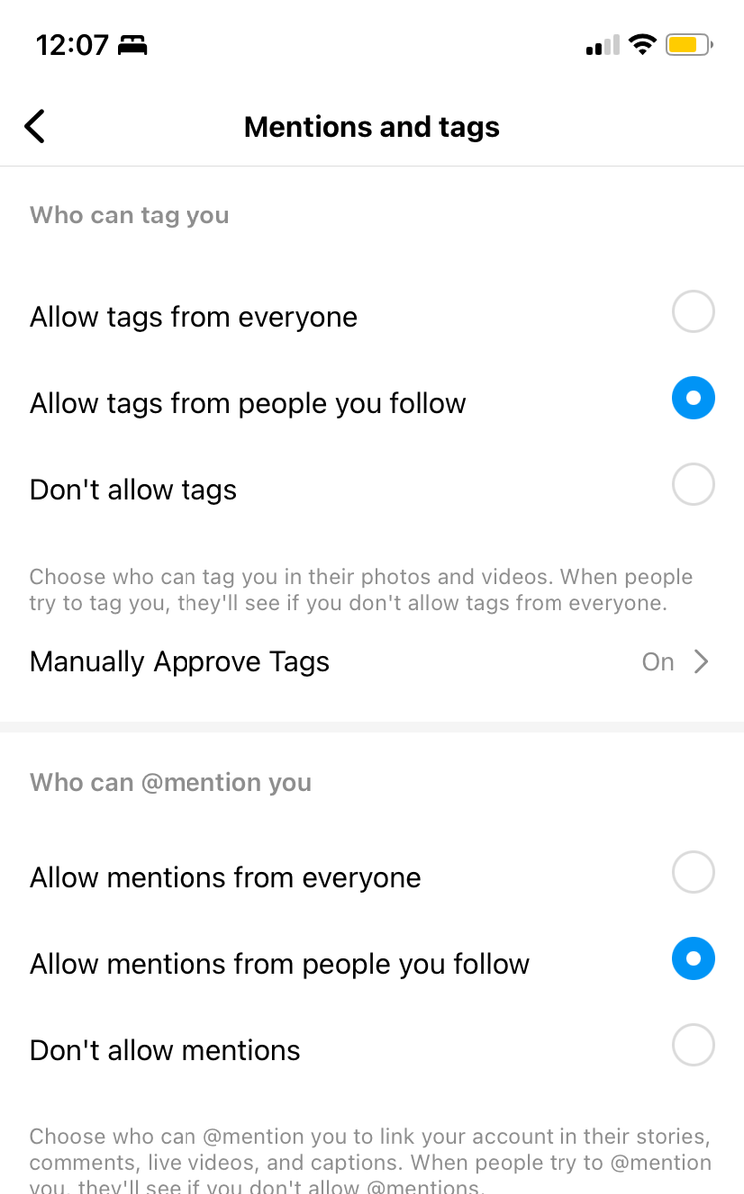 12:07
Mentions and tags
Who can tag you
Allow tags from everyone
Allow tags from people you follow
Don't allow tags
Choose who can tag you in their photos and videos. When people
try to tag you, they'll see if you don't allow tags from everyone.
Manually Approve Tags On
Who can @mention you
Allow mentions from everyone
Allow mentions from people you follow
Don't allow mentions
Choose who can @mention you to link your account in their stories,
comments, live videos, and captions. When people try to @mention
you, they'll see if you don't allow @mentions.